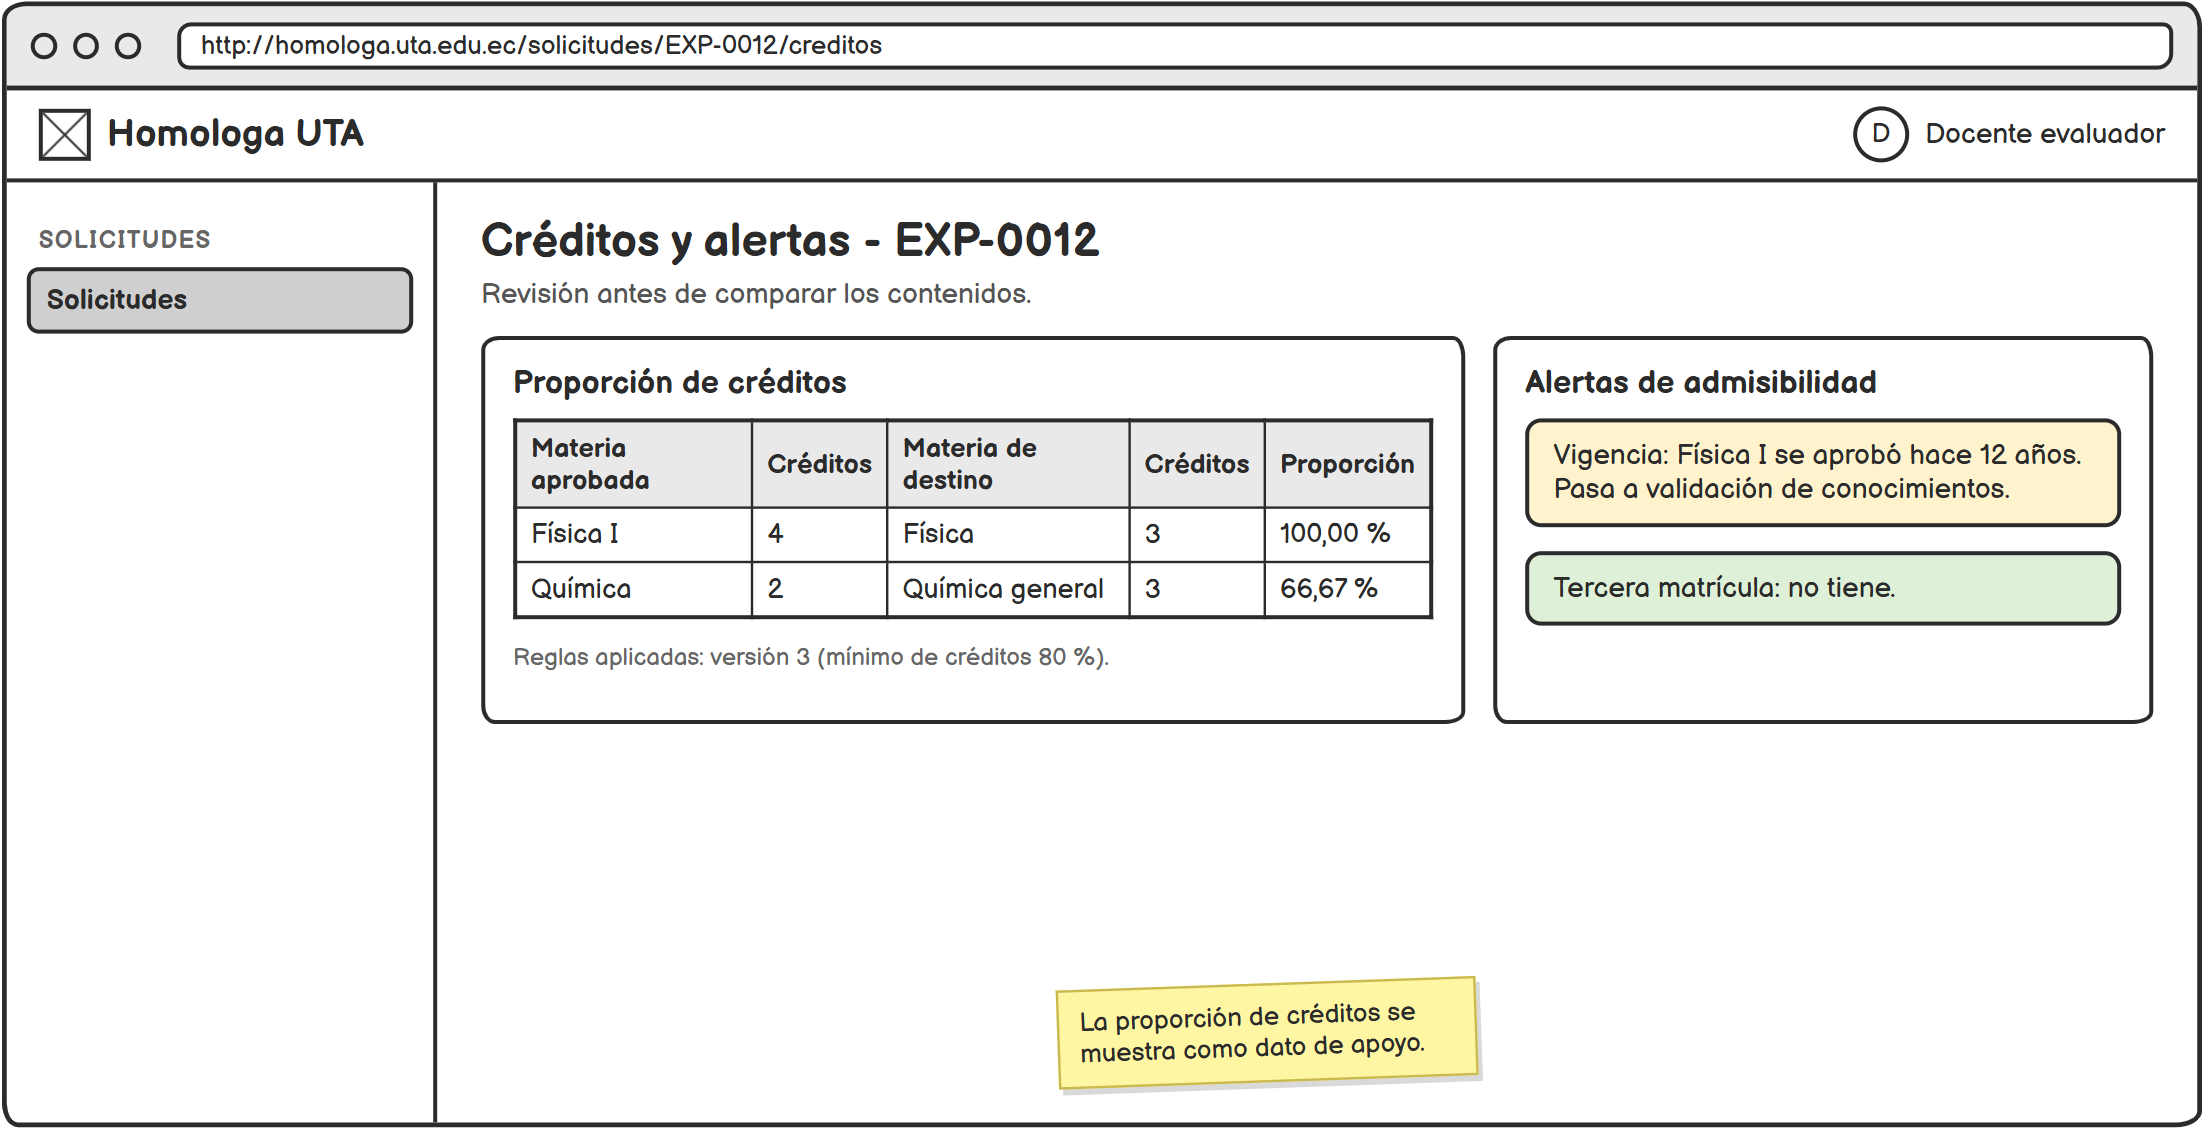 http://homologa.uta.edu.ec/solicitudes/EXP-0012/creditos
Homologa UTA
D
Docente evaluador
SOLICITUDES
Solicitudes
Créditos y alertas - EXP-0012
Revisión antes de comparar los contenidos.
Proporción de créditos
Materia aprobada | Créditos | Materia de destino | Créditos | Proporción
Física I | 4 | Física | 3 | 100,00 %
Química | 2 | Química general | 3 | 66,67 %
Reglas aplicadas: versión 3 (mínimo de créditos 80 %).
Alertas de admisibilidad
Vigencia: Física I se aprobó hace 12 años.
Pasa a validación de conocimientos.
Tercera matrícula: no tiene.
La proporción de créditos se
muestra como dato de apoyo.